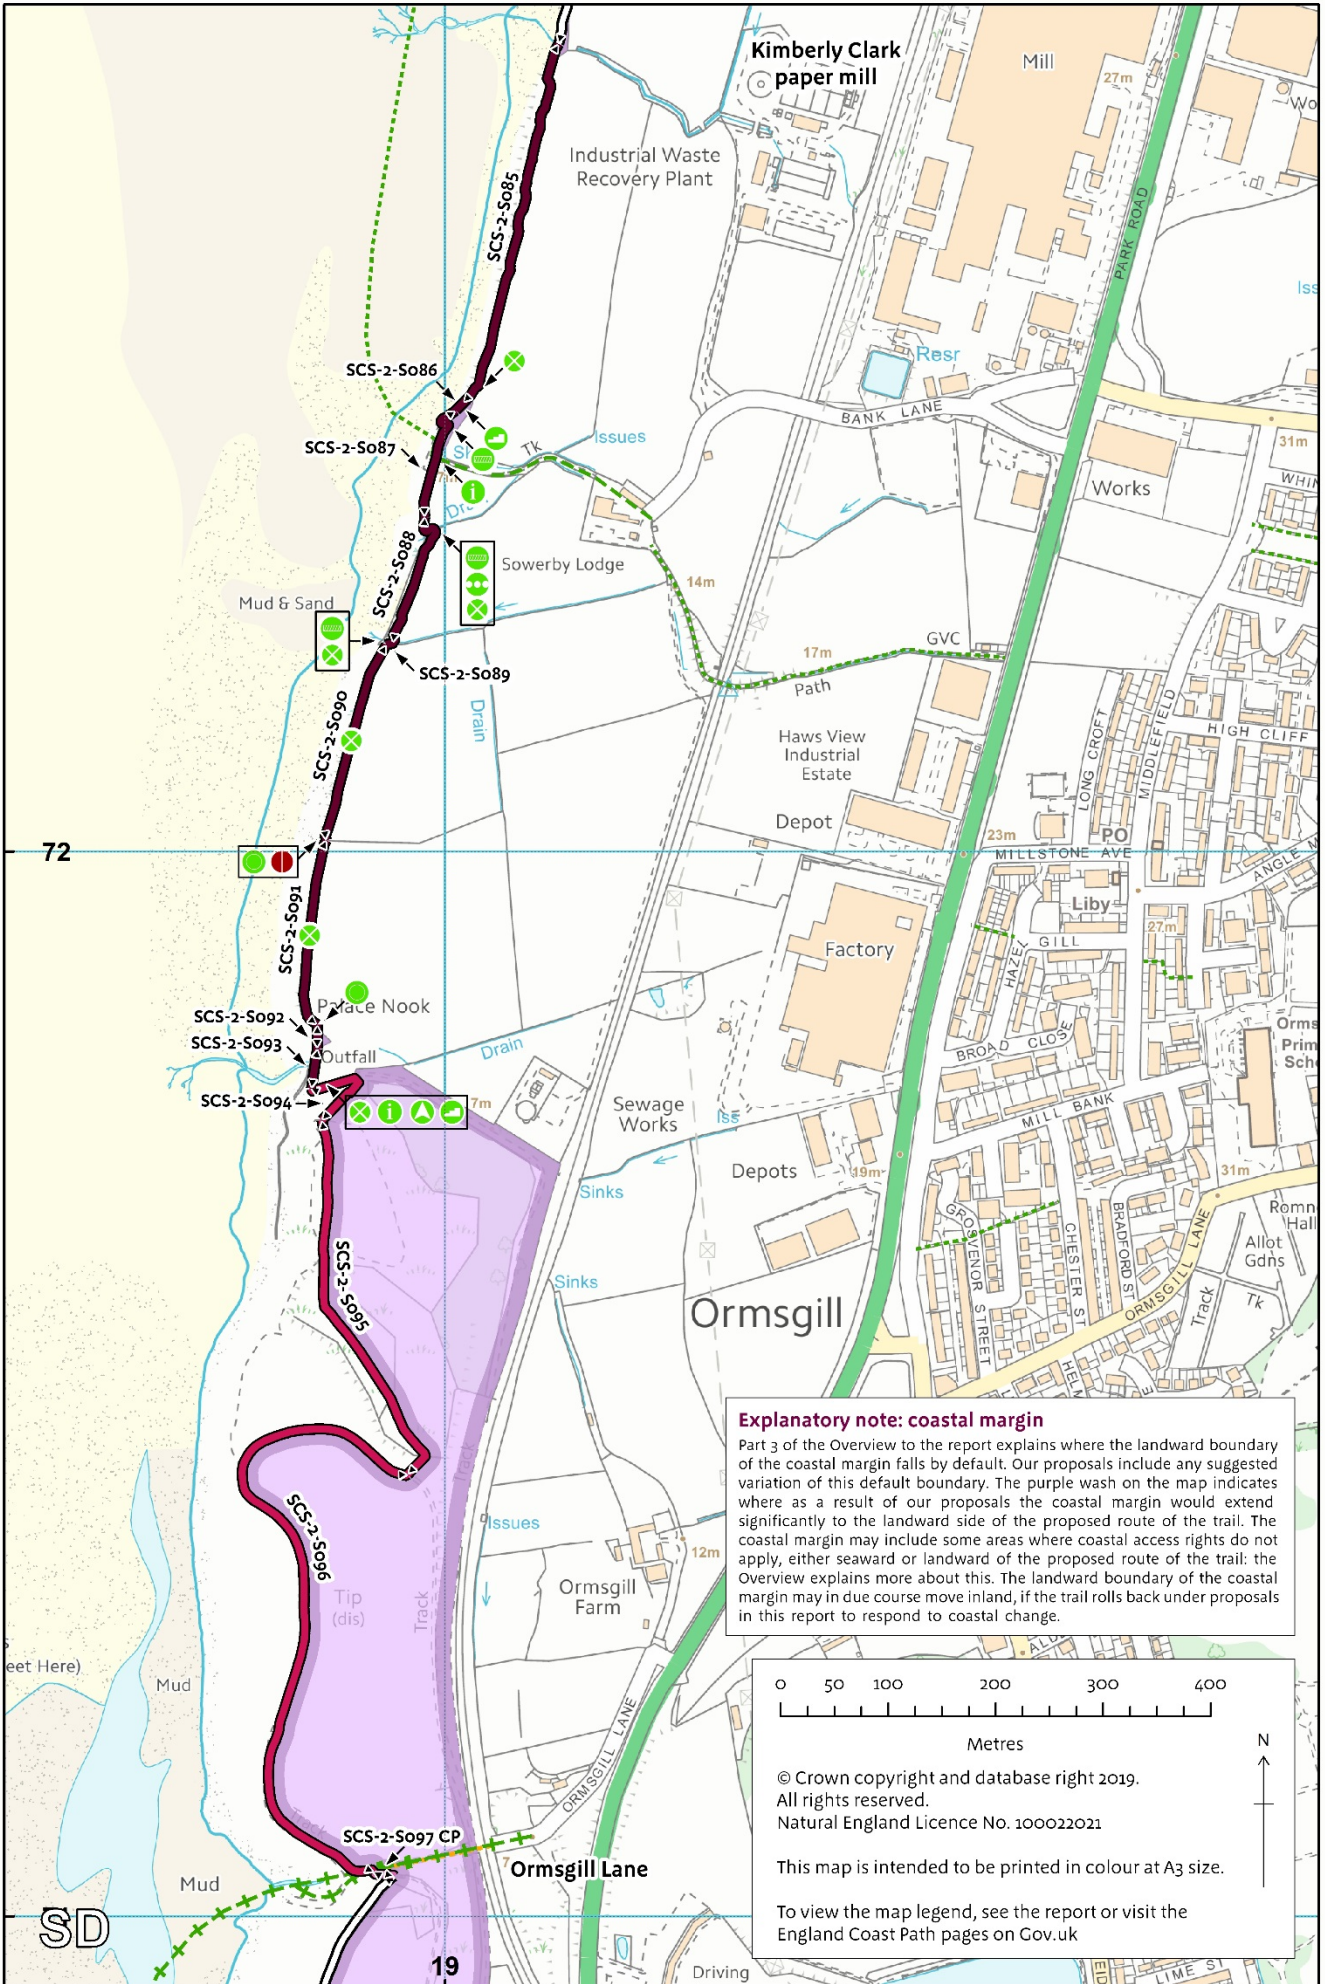 Kimberly Clark
paper mill
Mill
27m
Wo
Industrial Waste
Recovery Plant
PARK ROAD
SCS-2-S085
Iss
Resr
SCS-2-S086
BANK LANE
31m
SCS-2-S087
Tk
Issues
Works
WHIN
SCS-2-S088
Sowerby Lodge
14m
Mud & Sand
GVC
17m
SCS-2-S089
Path
Drain
SCS-2-S090
LONG CROFT
MIDDLEFIELD
HIGH CLIFF
Haws View
Industrial
Estate
Depot
23m
PO
72
MILLSTONE AVE
ANGLE M
Liby
SCS-2-S091
27m
Factory
HAZEL
GILL
Palace Nook
SCS-2-S092
SCS-2-S093
Outfall
Drain
BROAD CLOSE
Orms
Prim
Scho
SCS-2-S094
7m
Sewage
Works
Iss
MILL BANK
Depots
19m
31m
Sinks
GROSVENOR STREET
CHESTER ST
BRADFORD ST
ORMSGILL LANE
Romn
Hall
Allot
Gdns
Track
Tk
SCS-2-S095
Sinks
Ormsgill
HELM
Explanatory note: coastal margin
Part 3 of the Overview to the report explains where the landward boundary
of the coastal margin falls by default. Our proposals include any suggested
variation of this default boundary. The purple wash on the map indicates
where as a result of our proposals the coastal margin would extend
significantly to the landward side of the proposed route of the trail. The
coastal margin may include some areas where coastal access rights do not
apply, either seaward or landward of the proposed route of the trail: the
Overview explains more about this. The landward boundary of the coastal
margin may in due course move inland, if the trail rolls back under proposals
in this report to respond to coastal change.
Track
SCS-2-S096
Issues
12m
Tip
(dis)
Track
Ormsgill
Farm
eet Here)
Mud
0 50 100 200 300 400
Metres
N
ORMSGILL LANE
© Crown copyright and database right 2019.
All rights reserved.
Natural England Licence No. 100022021
Track
SCS-2-S097 CP
Ormsgill Lane
This map is intended to be printed in colour at A3 size.
Mud
To view the map legend, see the report or visit the
England Coast Path pages on Gov.uk
SD
19
Driving
LIME ST